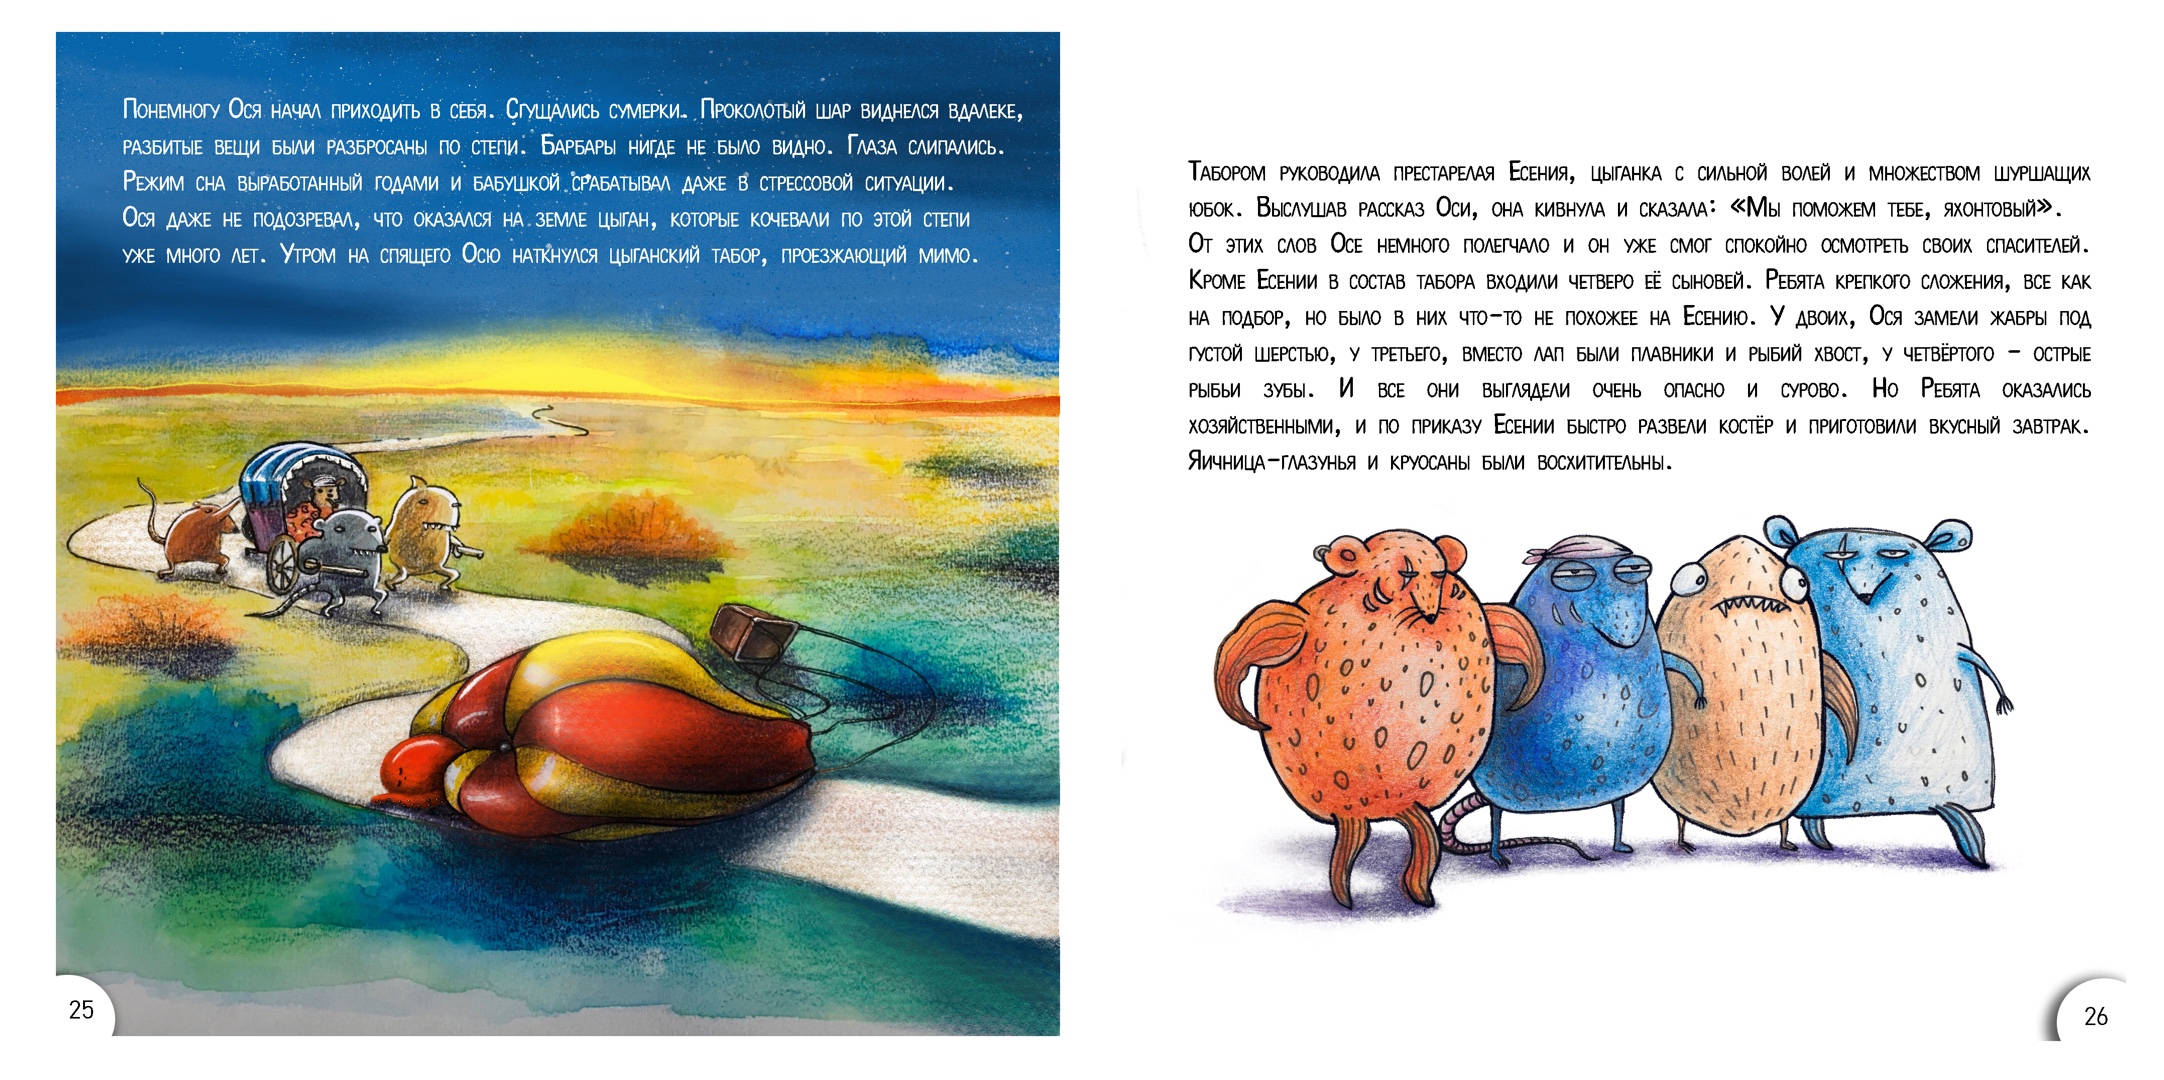 Понемногу Ося начал приходить в себя. Сгущались сумерки. Проколотый шар виднелся вдалеке,
разбитые вещи были разбросаны по степи. Барбары нигде не было видно. Глаза слипались.
Режим сна выработанный годами и бабушкой срабатывал даже в стрессовой ситуации.
Ося даже не подозревал, что оказался на земле цыган, которые кочевали по этой степи
уже много лет. Утром на спящего Осю наткнулся цыганский табор, проезжающий мимо.
25
Табором руководила престарелая Есения, цыганка с сильной волей и множеством шуршащих
юбок. Выслушав рассказ Оси, она кивнула и сказала: «Мы поможем тебе, яхонтовый».
От этих слов Осе немного полегчало и он уже смог спокойно осмотреть своих спасителей.
Кроме Есении в состав табора входили четверо её сыновей. Ребята крепкого сложения, все как
на подбор, но было в них что-то не похожее на Есению. У двоих, Ося замели жабры под
густой шерстью, у третьего, вместо лап были плавники и рыбий хвост, у четвёртого - острые
рыбьи зубы. И все они выглядели очень опасно и сурово. Но Ребята оказались
хозяйственными, и по приказу Есении быстро развели костёр и приготовили вкусный завтрак.
Яичница-глазунья и круосаны были восхитительны.
26